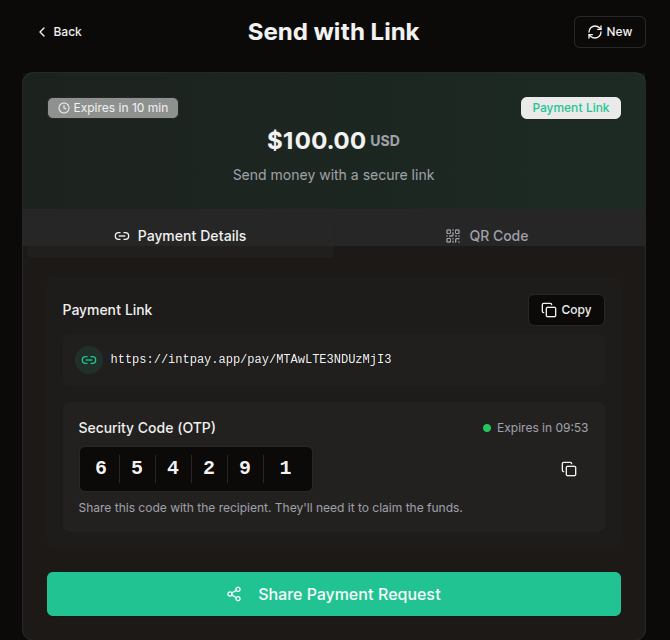 Back
Send with Link
New
Expires in 10 min
Payment Link
$100.00 USD
Send money with a secure link
Payment Details
QR Code
Payment Link
Copy
https://intpay.app/pay/MTAwLTE3NDUzMjI3
Security Code (OTP)
Expires in 09:53
6 5 4 2 9 1
Share this code with the recipient. They'll need it to claim the funds.
Share Payment Request